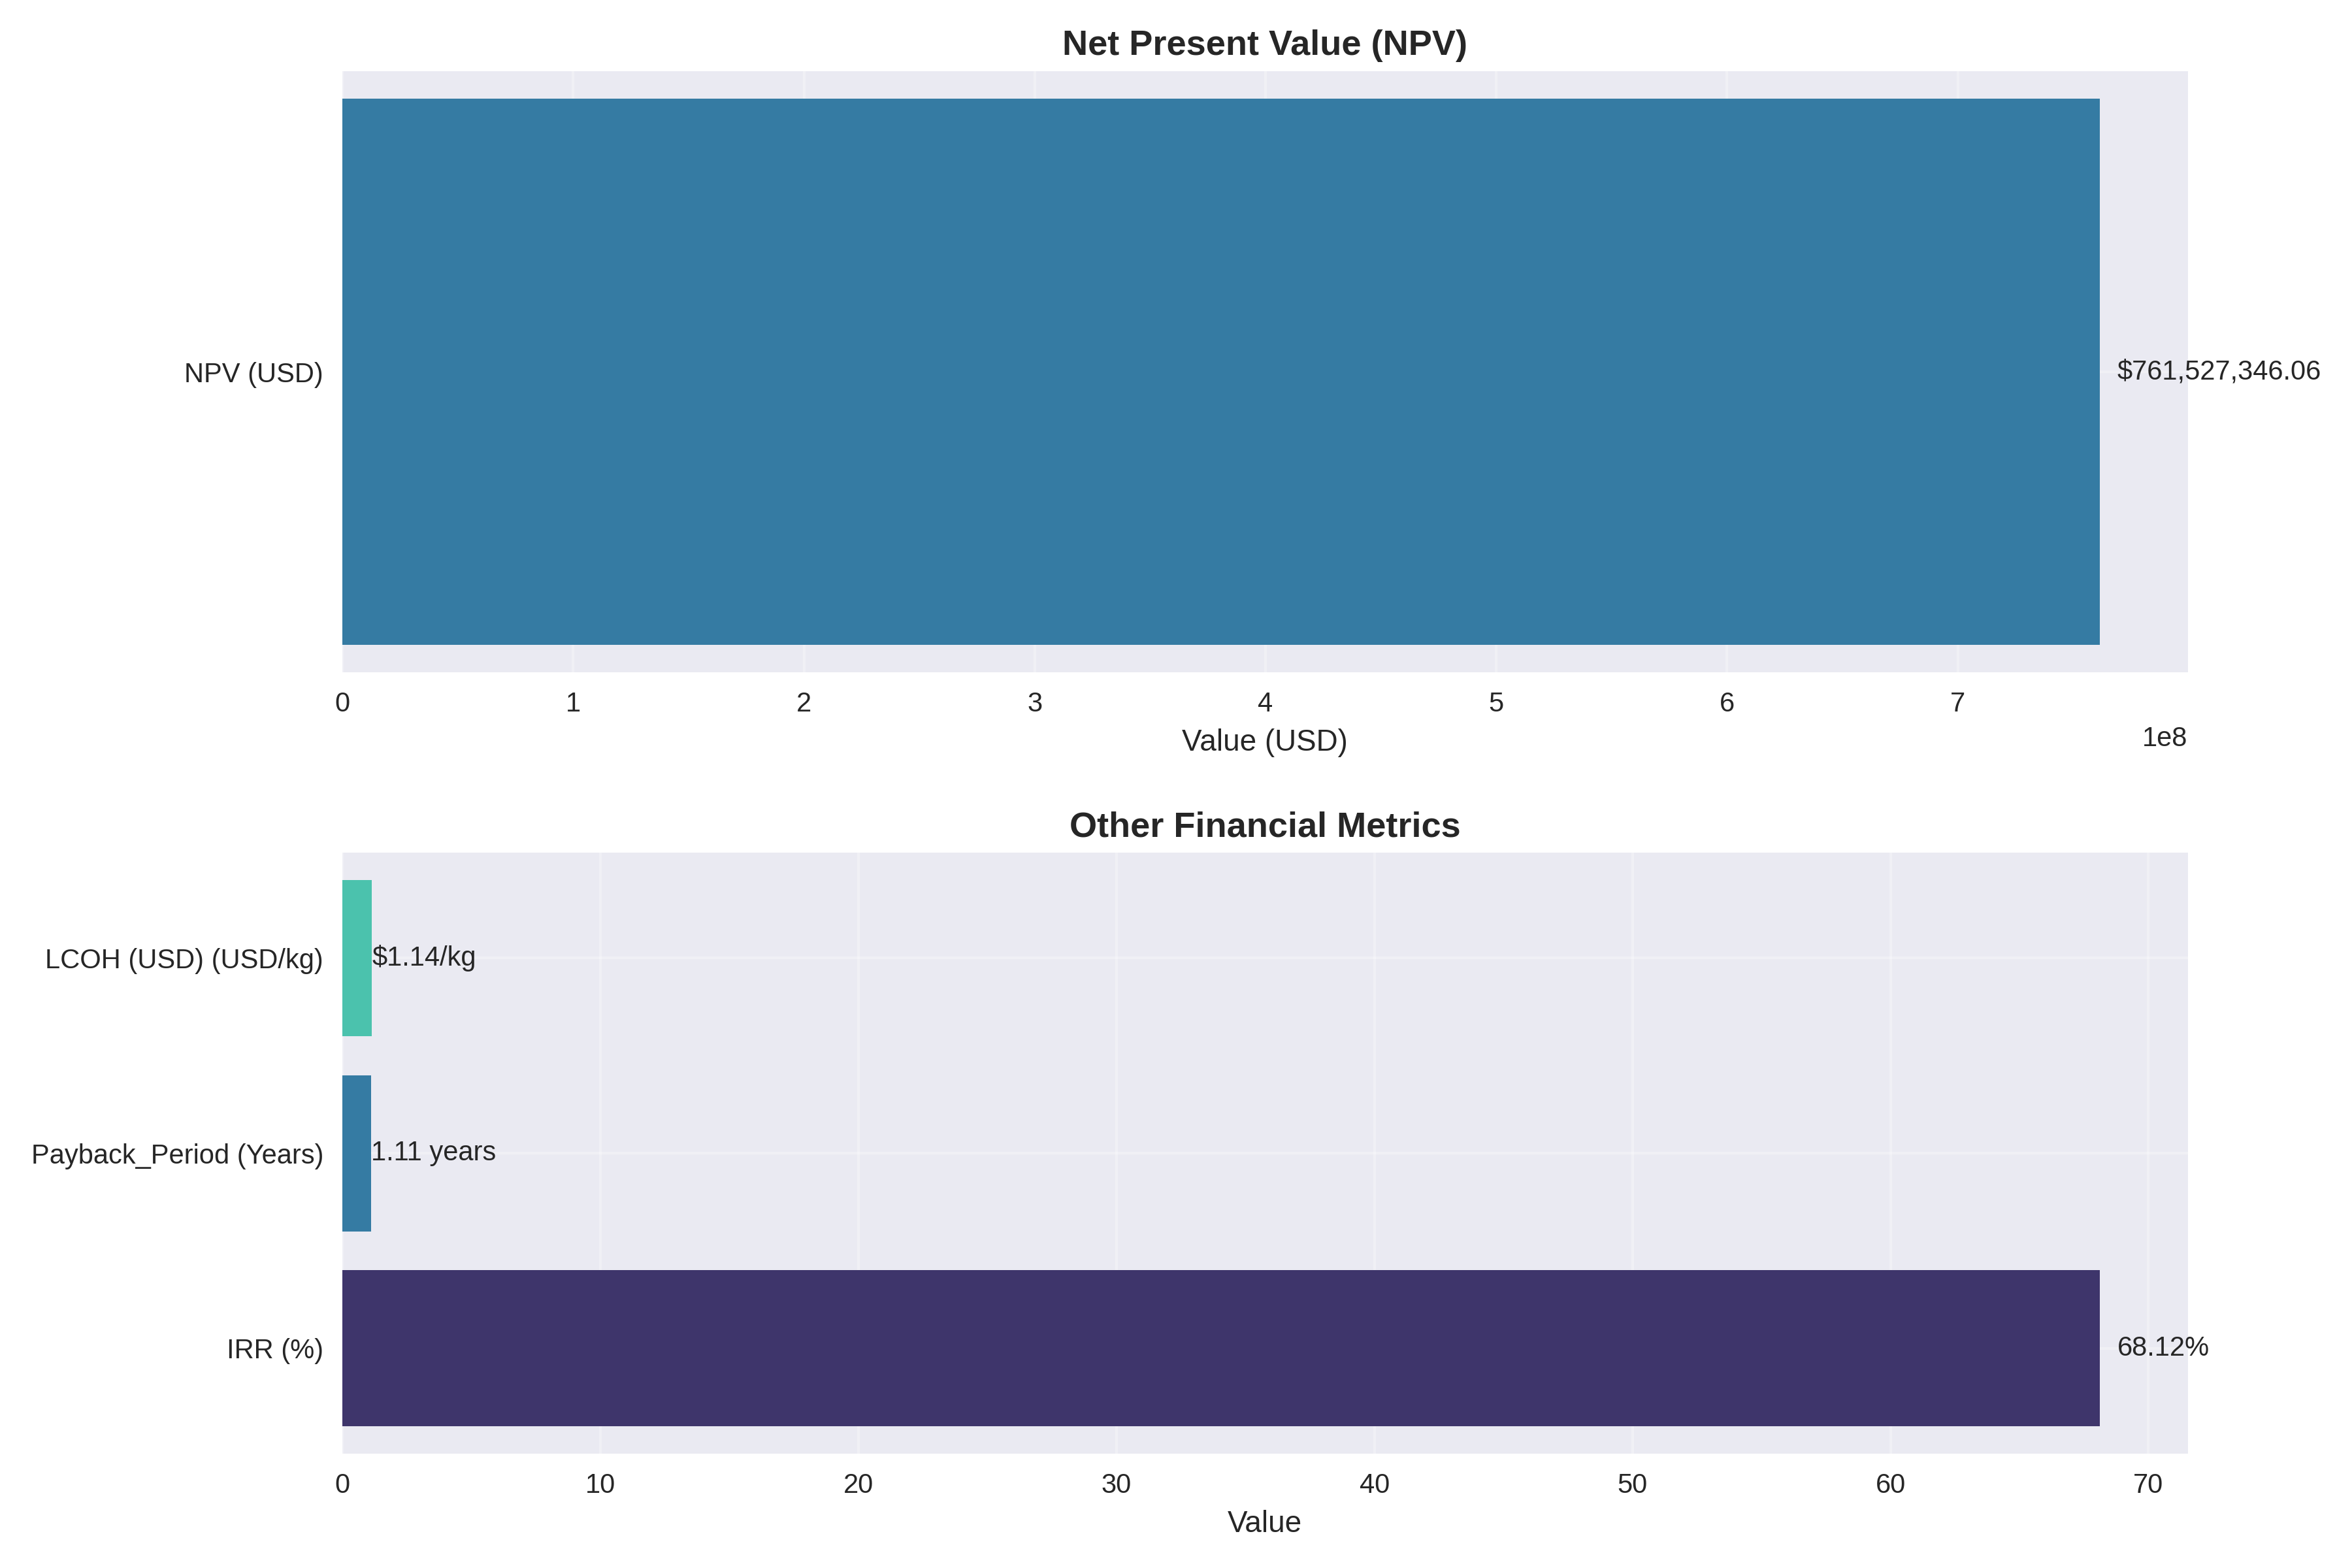 Net Present Value (NPV)
NPV (USD)
$761,527,346.06
0 1 2 3 4 5 6 7
1e8
Value (USD)
Other Financial Metrics
LCOH (USD) (USD/kg)
$1.14/kg
Payback_Period (Years)
1.11 years
IRR (%)
68.12%
0 10 20 30 40 50 60 70
Value